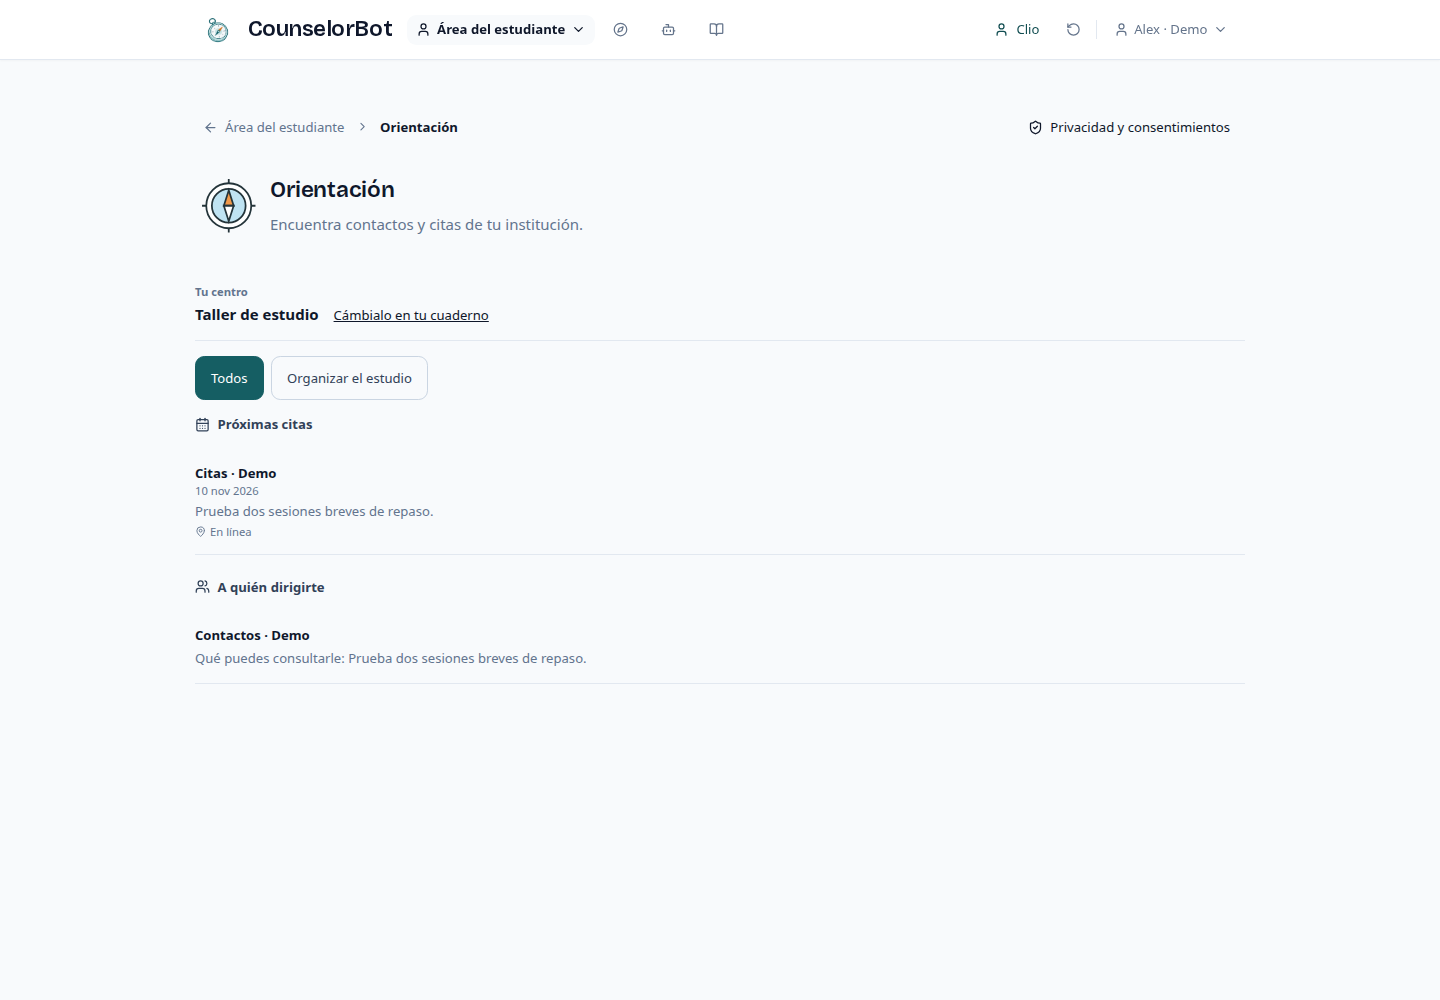 CounselorBot
Área del estudiante
Clio
Alex · Demo
Área del estudiante
Orientación
Privacidad y consentimientos
Orientación
Encuentra contactos y citas de tu institución.
Tu centro
Taller de estudio
Cámbialo en tu cuaderno
Todos
Organizar el estudio
Próximas citas
Citas · Demo
10 nov 2026
Prueba dos sesiones breves de repaso.
En línea
A quién dirigirte
Contactos · Demo
Qué puedes consultarle: Prueba dos sesiones breves de repaso.